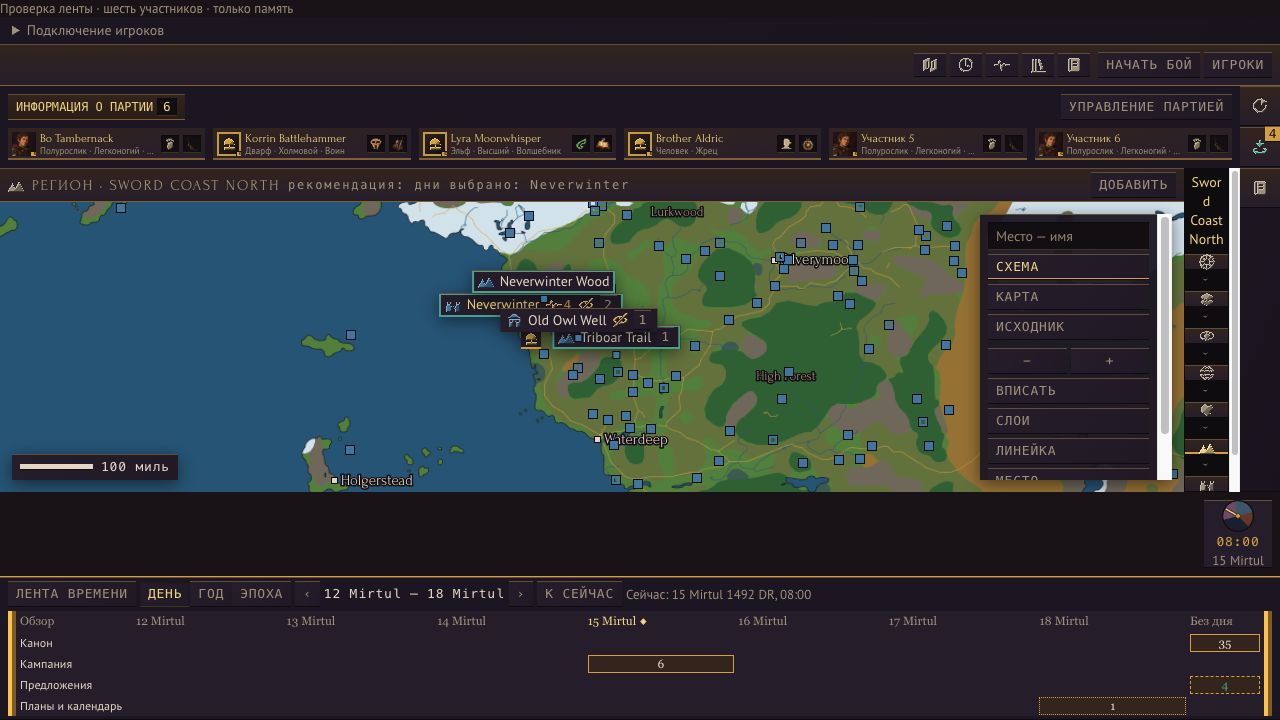 Проверка ленты · шесть участников · только память
▶ Подключение игроков
НАЧАТЬ БОЙ ИГРОКИ
ИНФОРМАЦИЯ О ПАРТИИ 6
УПРАВЛЕНИЕ ПАРТИЕЙ
Bo Tambernack
Полурослик · Легконогий · ...
Korrin Battlehammer
Дварф · Холмовой · Воин
Lyra Moonwhisper
Эльф · Высший · Волшебник
Brother Aldric
Человек · Жрец
Участник 5
Полурослик · Легконогий, ...
Участник 6
Полурослик · Легконогий, ...
4
РЕГИОН · SWORD COAST NORTH рекомендация: дни выбрано: Neverwinter
ДОБАВИТЬ
Swor
d
Coast
North
Lurkwood
Neverwinter Wood
Neverwinter 4 2
Old Owl Well 1
Triboar Trail 1
High Forest
Waterdeep
Holgerstead
100 миль
Место — имя
СХЕМА
КАРТА
ИСХОДНИК
− +
ВПИСАТЬ
СЛОИ
ЛИНЕЙКА
МЕСТО
08:00
15 Mirtul
ЛЕНТА ВРЕМЕНИ ДЕНЬ ГОД ЭПОХА ‹ 12 Mirtul — 18 Mirtul › К СЕЙЧАС Сейчас: 15 Mirtul 1492 DR, 08:00
Обзор 12 Mirtul 13 Mirtul 14 Mirtul 15 Mirtul ♦ 16 Mirtul 17 Mirtul 18 Mirtul Без дня
Канон 35
Кампания 6
Предложения 4
Планы и календарь 1